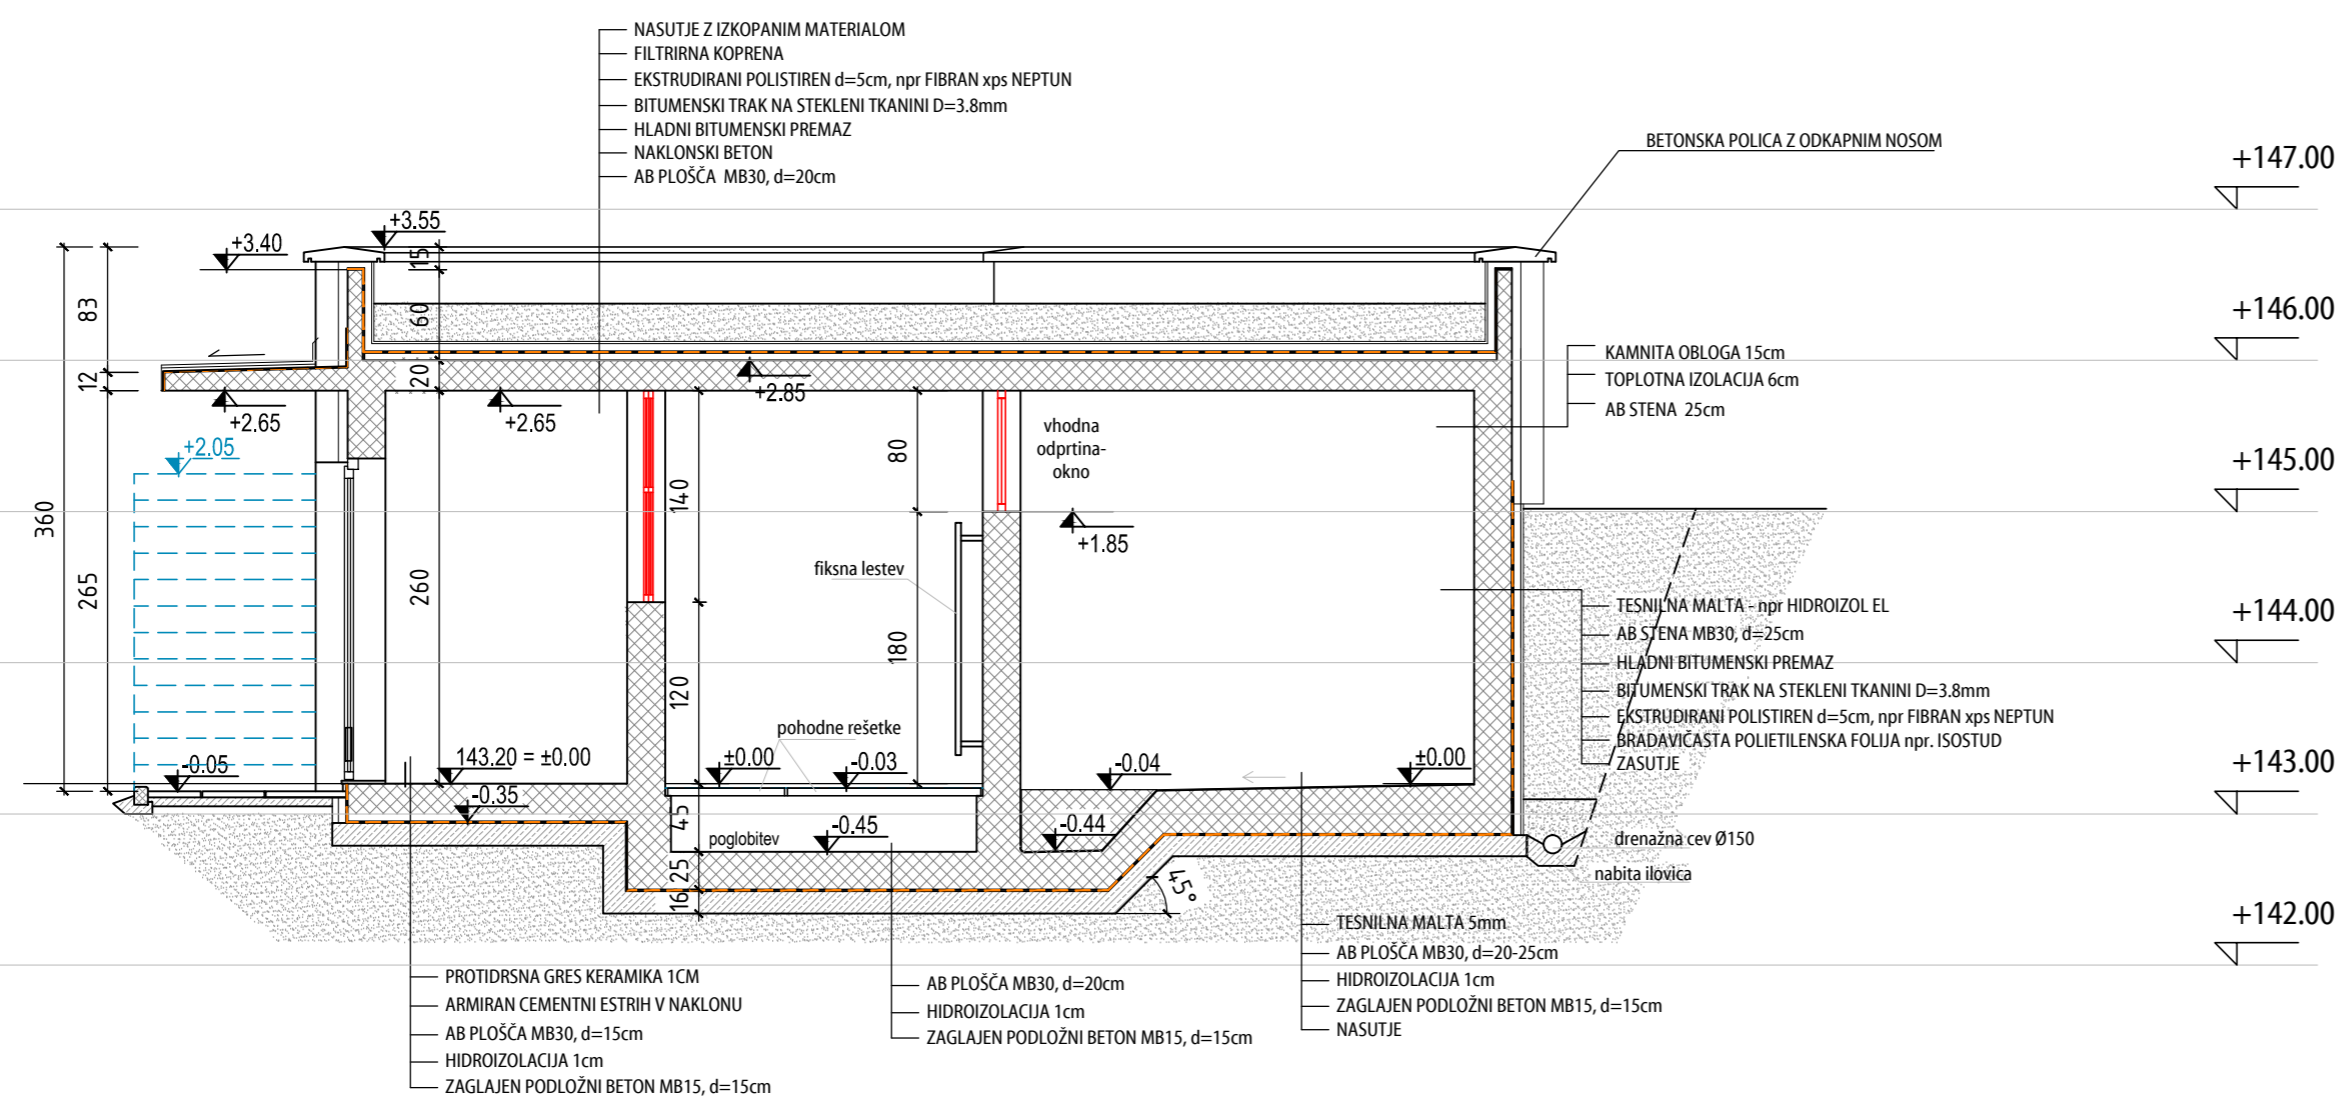 NASUTJE Z IZKOPANIM MATERIALOM
FILTRIRNA KOPRENA
EKSTRUDIRANI POLISTIREN d=5cm, npr FIBRAN xps NEPTUN
BITUMENSKI TRAK NA STEKLENI TKANINI D=3.8mm
HLADNI BITUMENSKI PREMAZ
NAKLONSKI BETON
AB PLOŠČA MB30, d=20cm
BETONSKA POLICA Z ODKAPNIM NOSOM
+147.00
+146.00
+145.00
+144.00
+143.00
+142.00
+3.55
+3.40
15
83
60
12
20
+2.85
+2.65
+2.65
+2.05
360
265
260
140
120
80
180
vhodna
odprtina-
okno
+1.85
fiksna lestev
KAMNITA OBLOGA 15cm
TOPLOTNA IZOLACIJA 6cm
AB STENA 25cm
TESNILNA MALTA - npr HIDROIZOL EL
AB STENA MB30, d=25cm
HLADNI BITUMENSKI PREMAZ
BITUMENSKI TRAK NA STEKLENI TKANINI D=3.8mm
EKSTRUDIRANI POLISTIREN d=5cm, npr FIBRAN xps NEPTUN
BRADAVIČASTA POLIETILENSKA FOLIJA npr. ISOSTUD
ZASUTJE
pohodne rešetke
-0.05
143.20 = ±0.00
±0.00
-0.03
-0.04
±0.00
-0.35
45
poglobitev
-0.45
-0.44
25
16
45°
drenažna cev Ø150
nabita ilovica
PROTIDRSNA GRES KERAMIKA 1CM
ARMIRAN CEMENTNI ESTRIH V NAKLONU
AB PLOŠČA MB30, d=15cm
HIDROIZOLACIJA 1cm
ZAGLAJEN PODLOŽNI BETON MB15, d=15cm
AB PLOŠČA MB30, d=20cm
HIDROIZOLACIJA 1cm
ZAGLAJEN PODLOŽNI BETON MB15, d=15cm
TESNILNA MALTA 5mm
AB PLOŠČA MB30, d=20-25cm
HIDROIZOLACIJA 1cm
ZAGLAJEN PODLOŽNI BETON MB15, d=15cm
NASUTJE